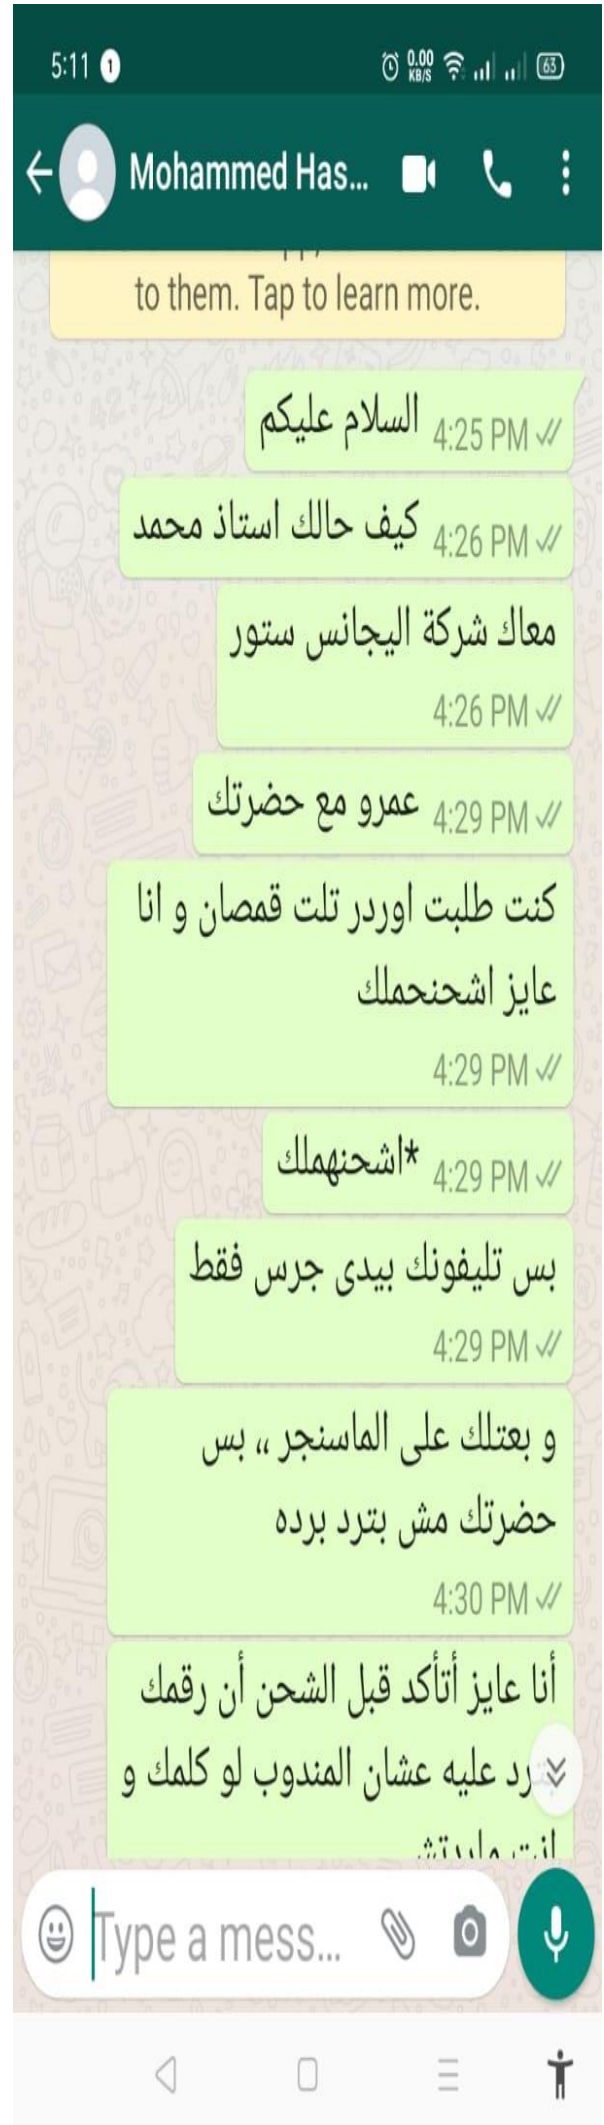 5:11 1 0.00 KB/S 63
Mohammed Has...
to them. Tap to learn more.
السلام عليكم 4:25 PM
كيف حالك استاذ محمد 4:26 PM
معاك شركة اليجانس ستور
4:26 PM
عمرو مع حضرتك 4:29 PM
كنت طلبت اوردر تلت قمصان و انا
عايز اشحنحملك
4:29 PM
*اشحنهملك 4:29 PM
بس تليفونك بيدى جرس فقط
4:29 PM
و بعتلك على الماسنجر ،، بس
حضرتك مش بترد برده
4:30 PM
أنا عايز أتأكد قبل الشحن أن رقمك
بترد عليه عشان المندوب لو كلمك و
انت
Type a mess...